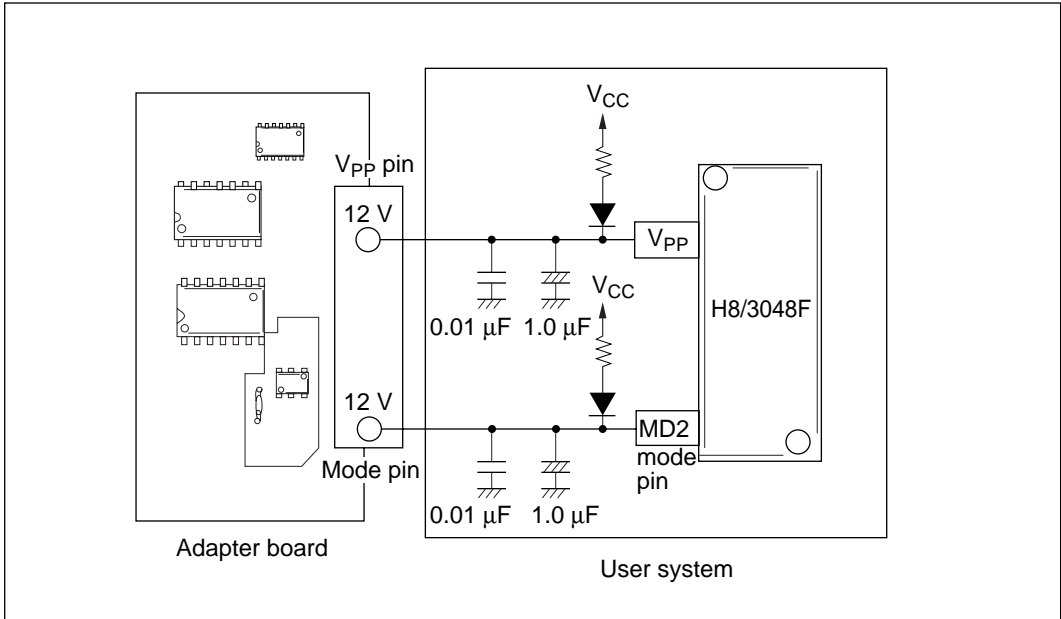 VCC
VPP pin
12 V
VPP
VCC
H8/3048F
0.01 μF 1.0 μF
12 V
MD2
Mode pin
mode
pin
0.01 μF 1.0 μF
Adapter board
User system